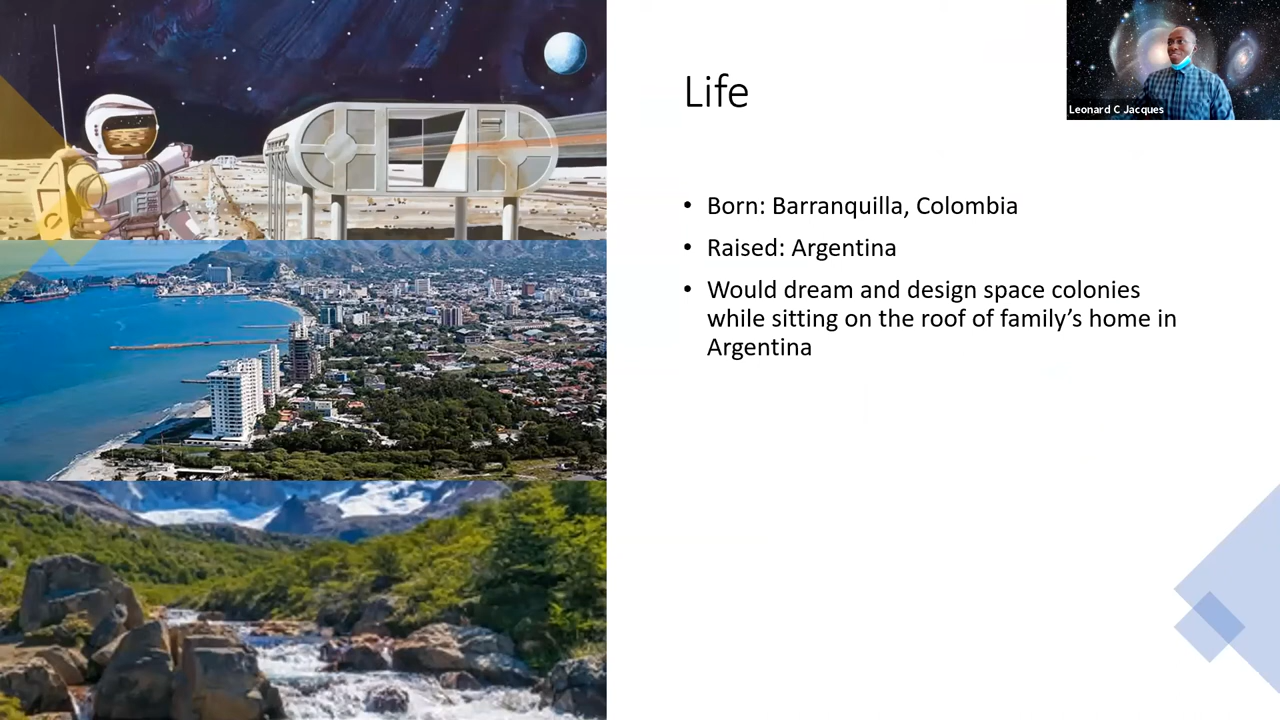 Life
Leonard C Jacques
• Born: Barranquilla, Colombia
• Raised: Argentina
• Would dream and design space colonies
while sitting on the roof of family’s home in
Argentina